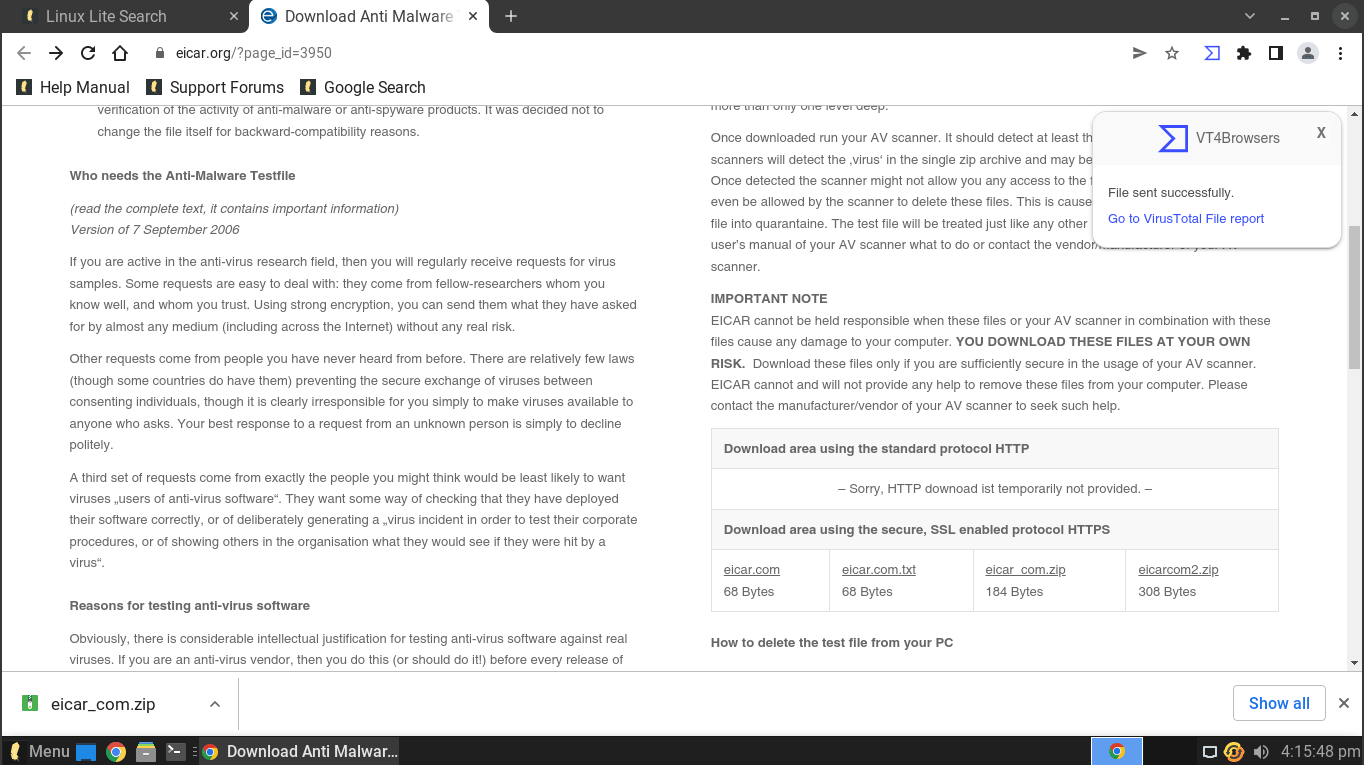 Linux Lite Search
Download Anti Malware
eicar.org/?page_id=3950
Help Manual
Support Forums
Google Search
verification of the activity of anti-malware or anti-spyware products. It was decided not to
change the file itself for backward-compatibility reasons.
Who needs the Anti-Malware Testfile
(read the complete text, it contains important information)
Version of 7 September 2006
If you are active in the anti-virus research field, then you will regularly receive requests for virus
samples. Some requests are easy to deal with: they come from fellow-researchers whom you
know well, and whom you trust. Using strong encryption, you can send them what they have asked
for by almost any medium (including across the Internet) without any real risk.
Other requests come from people you have never heard from before. There are relatively few laws
(though some countries do have them) preventing the secure exchange of viruses between
consenting individuals, though it is clearly irresponsible for you simply to make viruses available to
anyone who asks. Your best response to a request from an unknown person is simply to decline
politely.
A third set of requests come from exactly the people you might think would be least likely to want
viruses „users of anti-virus software“. They want some way of checking that they have deployed
their software correctly, or of deliberately generating a „virus incident in order to test their corporate
procedures, or of showing others in the organisation what they would see if they were hit by a
virus“.
Reasons for testing anti-virus software
Obviously, there is considerable intellectual justification for testing anti-virus software against real
viruses. If you are an anti-virus vendor, then you do this (or should do it!) before every release of
more than only one level deep.
Once downloaded run your AV scanner. It should detect at least th
scanners will detect the ‚virus‘ in the single zip archive and may be
Once detected the scanner might not allow you any access to the f
even be allowed by the scanner to delete these files. This is cause
file into quarantaine. The test file will be treated just like any other
user's manual of your AV scanner what to do or contact the vendor/manufacturer of your AV
scanner.
IMPORTANT NOTE
EICAR cannot be held responsible when these files or your AV scanner in combination with these
files cause any damage to your computer. YOU DOWNLOAD THESE FILES AT YOUR OWN
RISK. Download these files only if you are sufficiently secure in the usage of your AV scanner.
EICAR cannot and will not provide any help to remove these files from your computer. Please
contact the manufacturer/vendor of your AV scanner to seek such help.
Download area using the standard protocol HTTP
– Sorry, HTTP downoad ist temporarily not provided. –
Download area using the secure, SSL enabled protocol HTTPS
eicar.com
68 Bytes
eicar.com.txt
68 Bytes
eicar_com.zip
184 Bytes
eicarcom2.zip
308 Bytes
How to delete the test file from your PC
VT4Browsers
X
File sent successfully.
Go to VirusTotal File report
eicar_com.zip
Show all
Menu
Download Anti Malwar...
4:15:48 pm